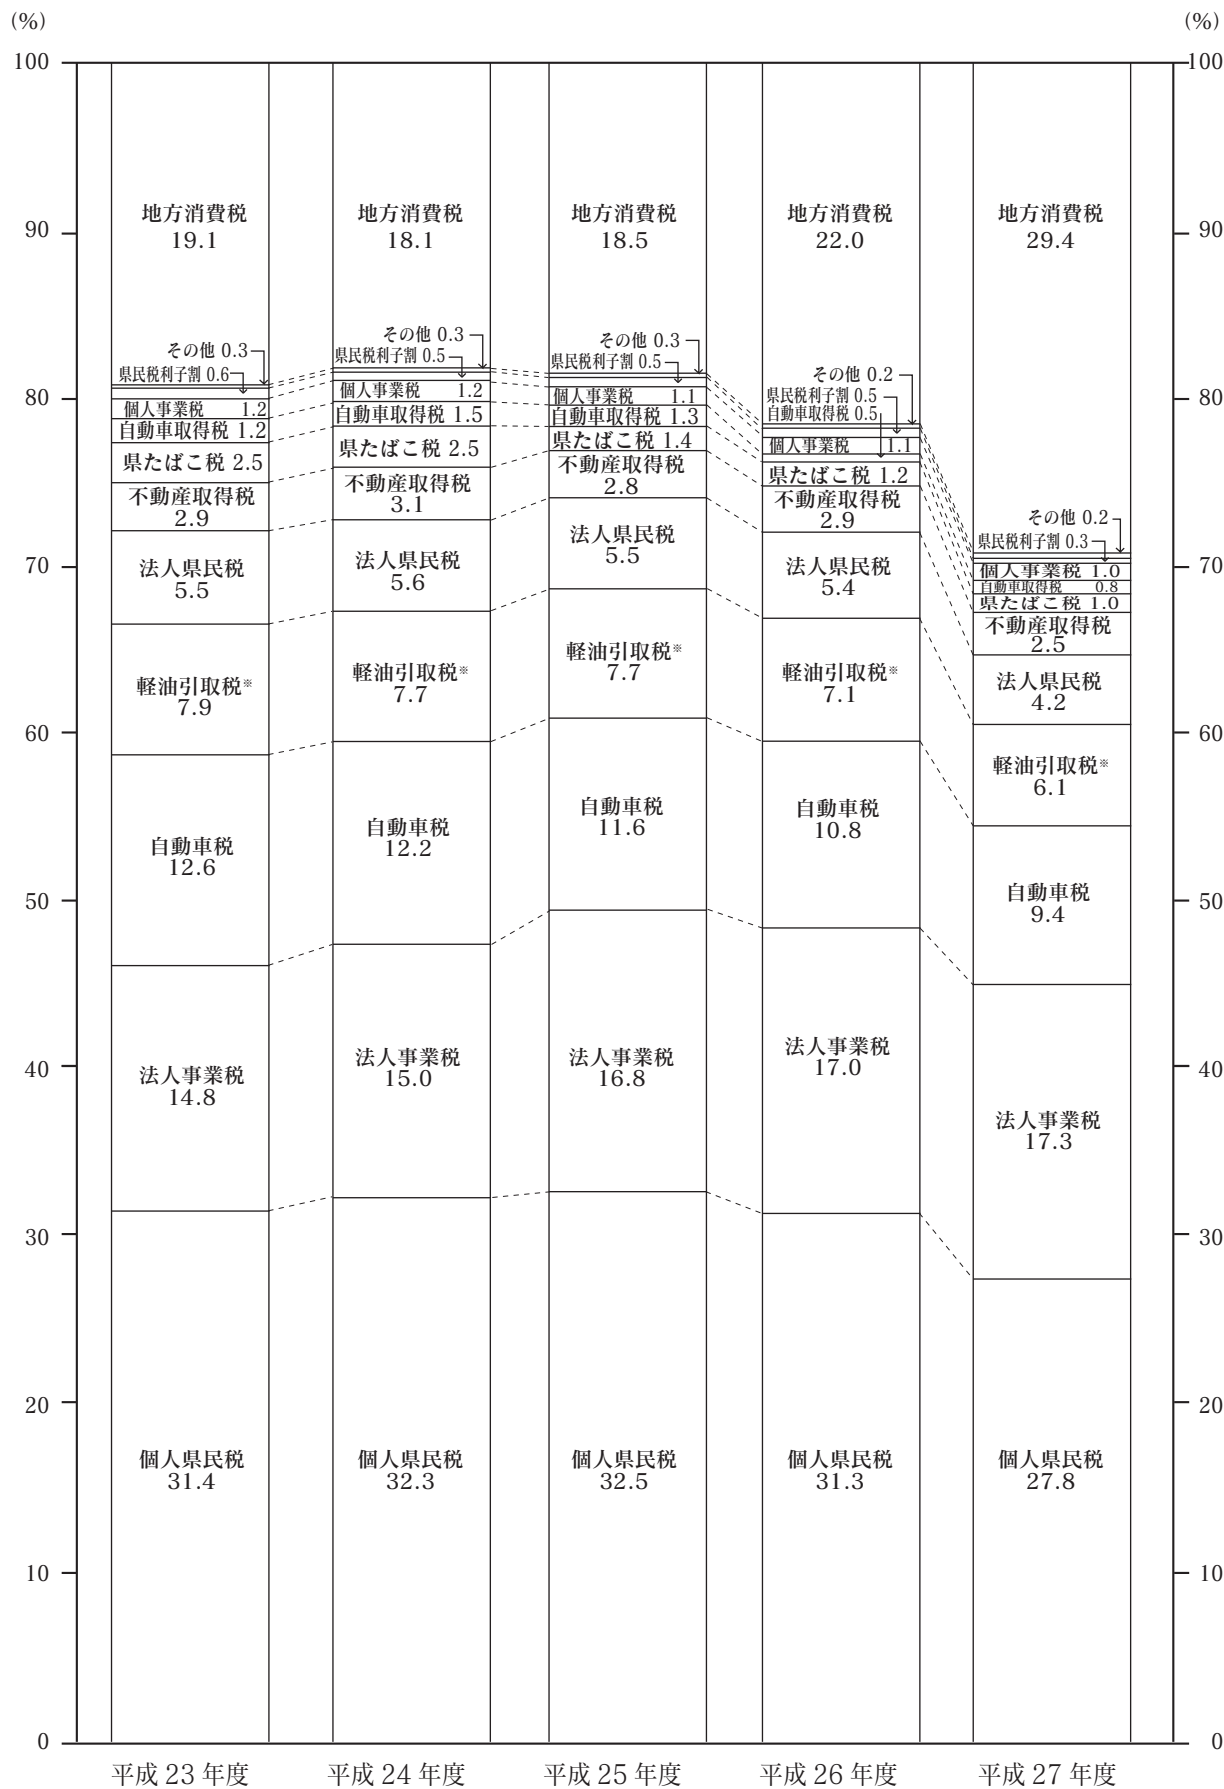 (%)
(%)
100
90
80
70
60
50
40
30
20
10
0
地方消費税
19.1
その他 0.3
県民税利子割 0.6
個人事業税 1.2
自動車取得税 1.2
県たばこ税 2.5
不動産取得税
2.9
法人県民税
5.5
軽油引取税※
7.9
自動車税
12.6
法人事業税
14.8
個人県民税
31.4
平成 23 年度
地方消費税
18.1
その他 0.3
県民税利子割 0.5
個人事業税 1.2
自動車取得税 1.5
県たばこ税 2.5
不動産取得税
3.1
法人県民税
5.6
軽油引取税※
7.7
自動車税
12.2
法人事業税
15.0
個人県民税
32.3
平成 24 年度
地方消費税
18.5
その他 0.3
県民税利子割 0.5
個人事業税 1.1
自動車取得税 1.3
県たばこ税 1.4
不動産取得税
2.8
法人県民税
5.5
軽油引取税※
7.7
自動車税
11.6
法人事業税
16.8
個人県民税
32.5
平成 25 年度
地方消費税
22.0
その他 0.2
県民税利子割 0.5
自動車取得税 0.5
個人事業税 1.1
県たばこ税 1.2
不動産取得税
2.9
法人県民税
5.4
軽油引取税※
7.1
自動車税
10.8
法人事業税
17.0
個人県民税
31.3
平成 26 年度
地方消費税
29.4
その他 0.2
県民税利子割 0.3
個人事業税 1.0
自動車取得税 0.8
県たばこ税 1.0
不動産取得税
2.5
法人県民税
4.2
軽油引取税※
6.1
自動車税
9.4
法人事業税
17.3
個人県民税
27.8
平成 27 年度
100
90
80
70
60
50
40
30
20
10
0